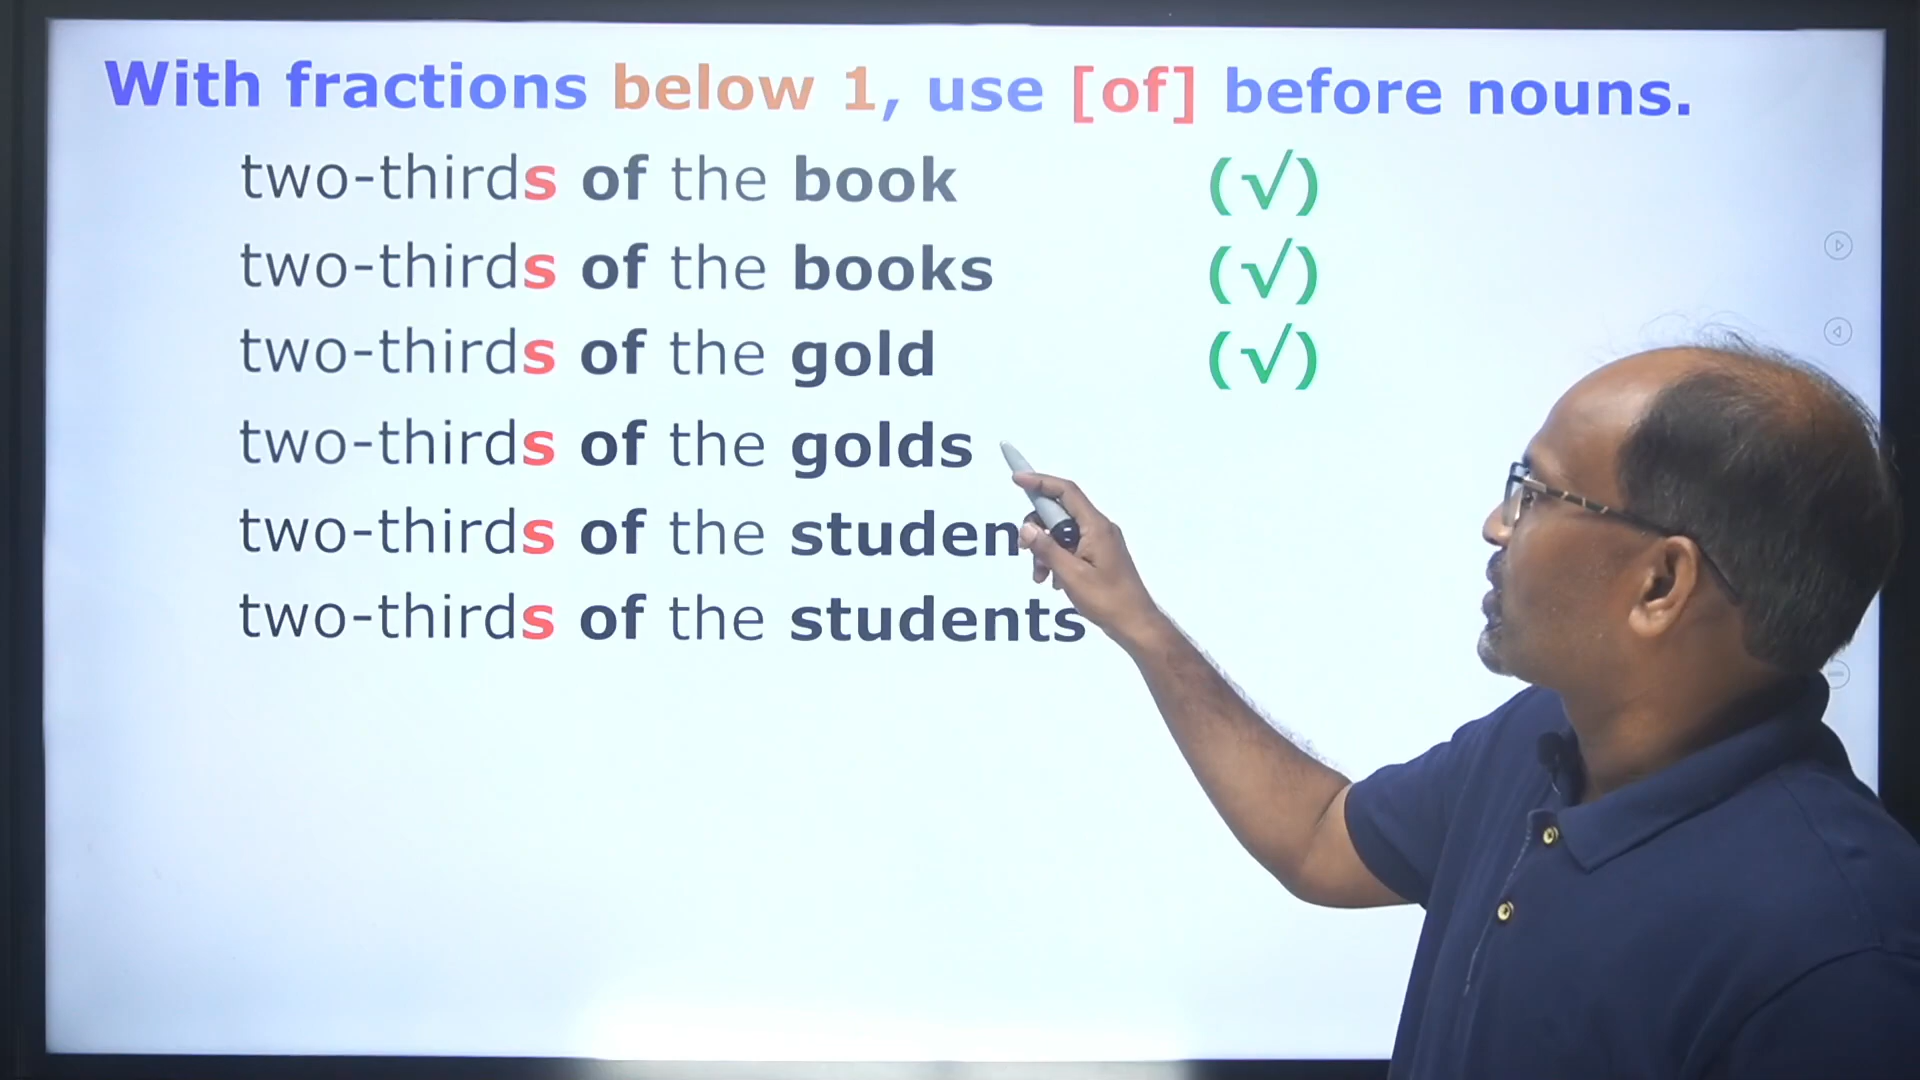 With fractions below 1, use [of] before nouns.
two-thirds of the book (√)
two-thirds of the books (√)
two-thirds of the gold (√)
two-thirds of the golds
two-thirds of the studen
two-thirds of the students